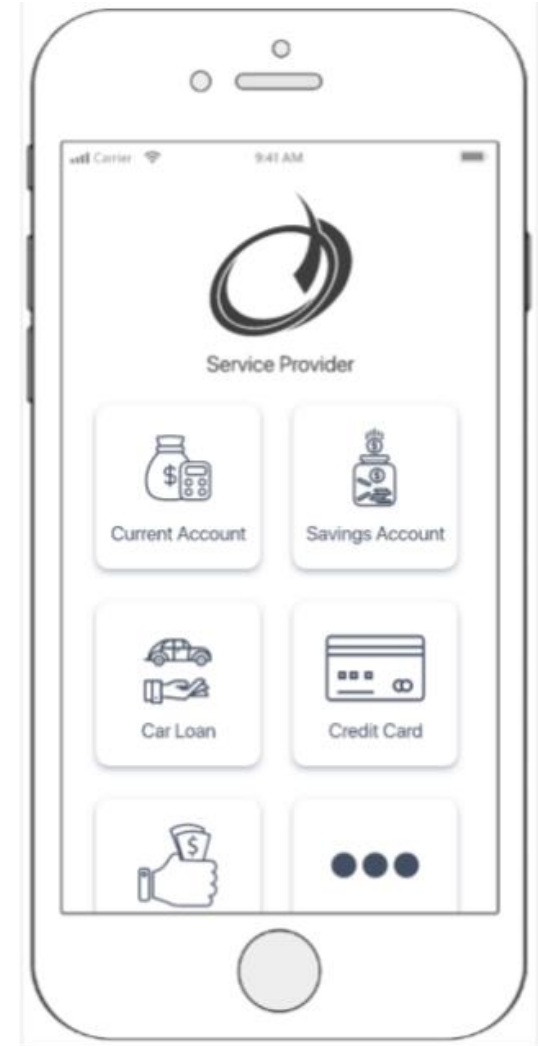 Carrier 9:41 AM
Service Provider
$
$
$
Current Account Savings Account
Car Loan Credit Card
$